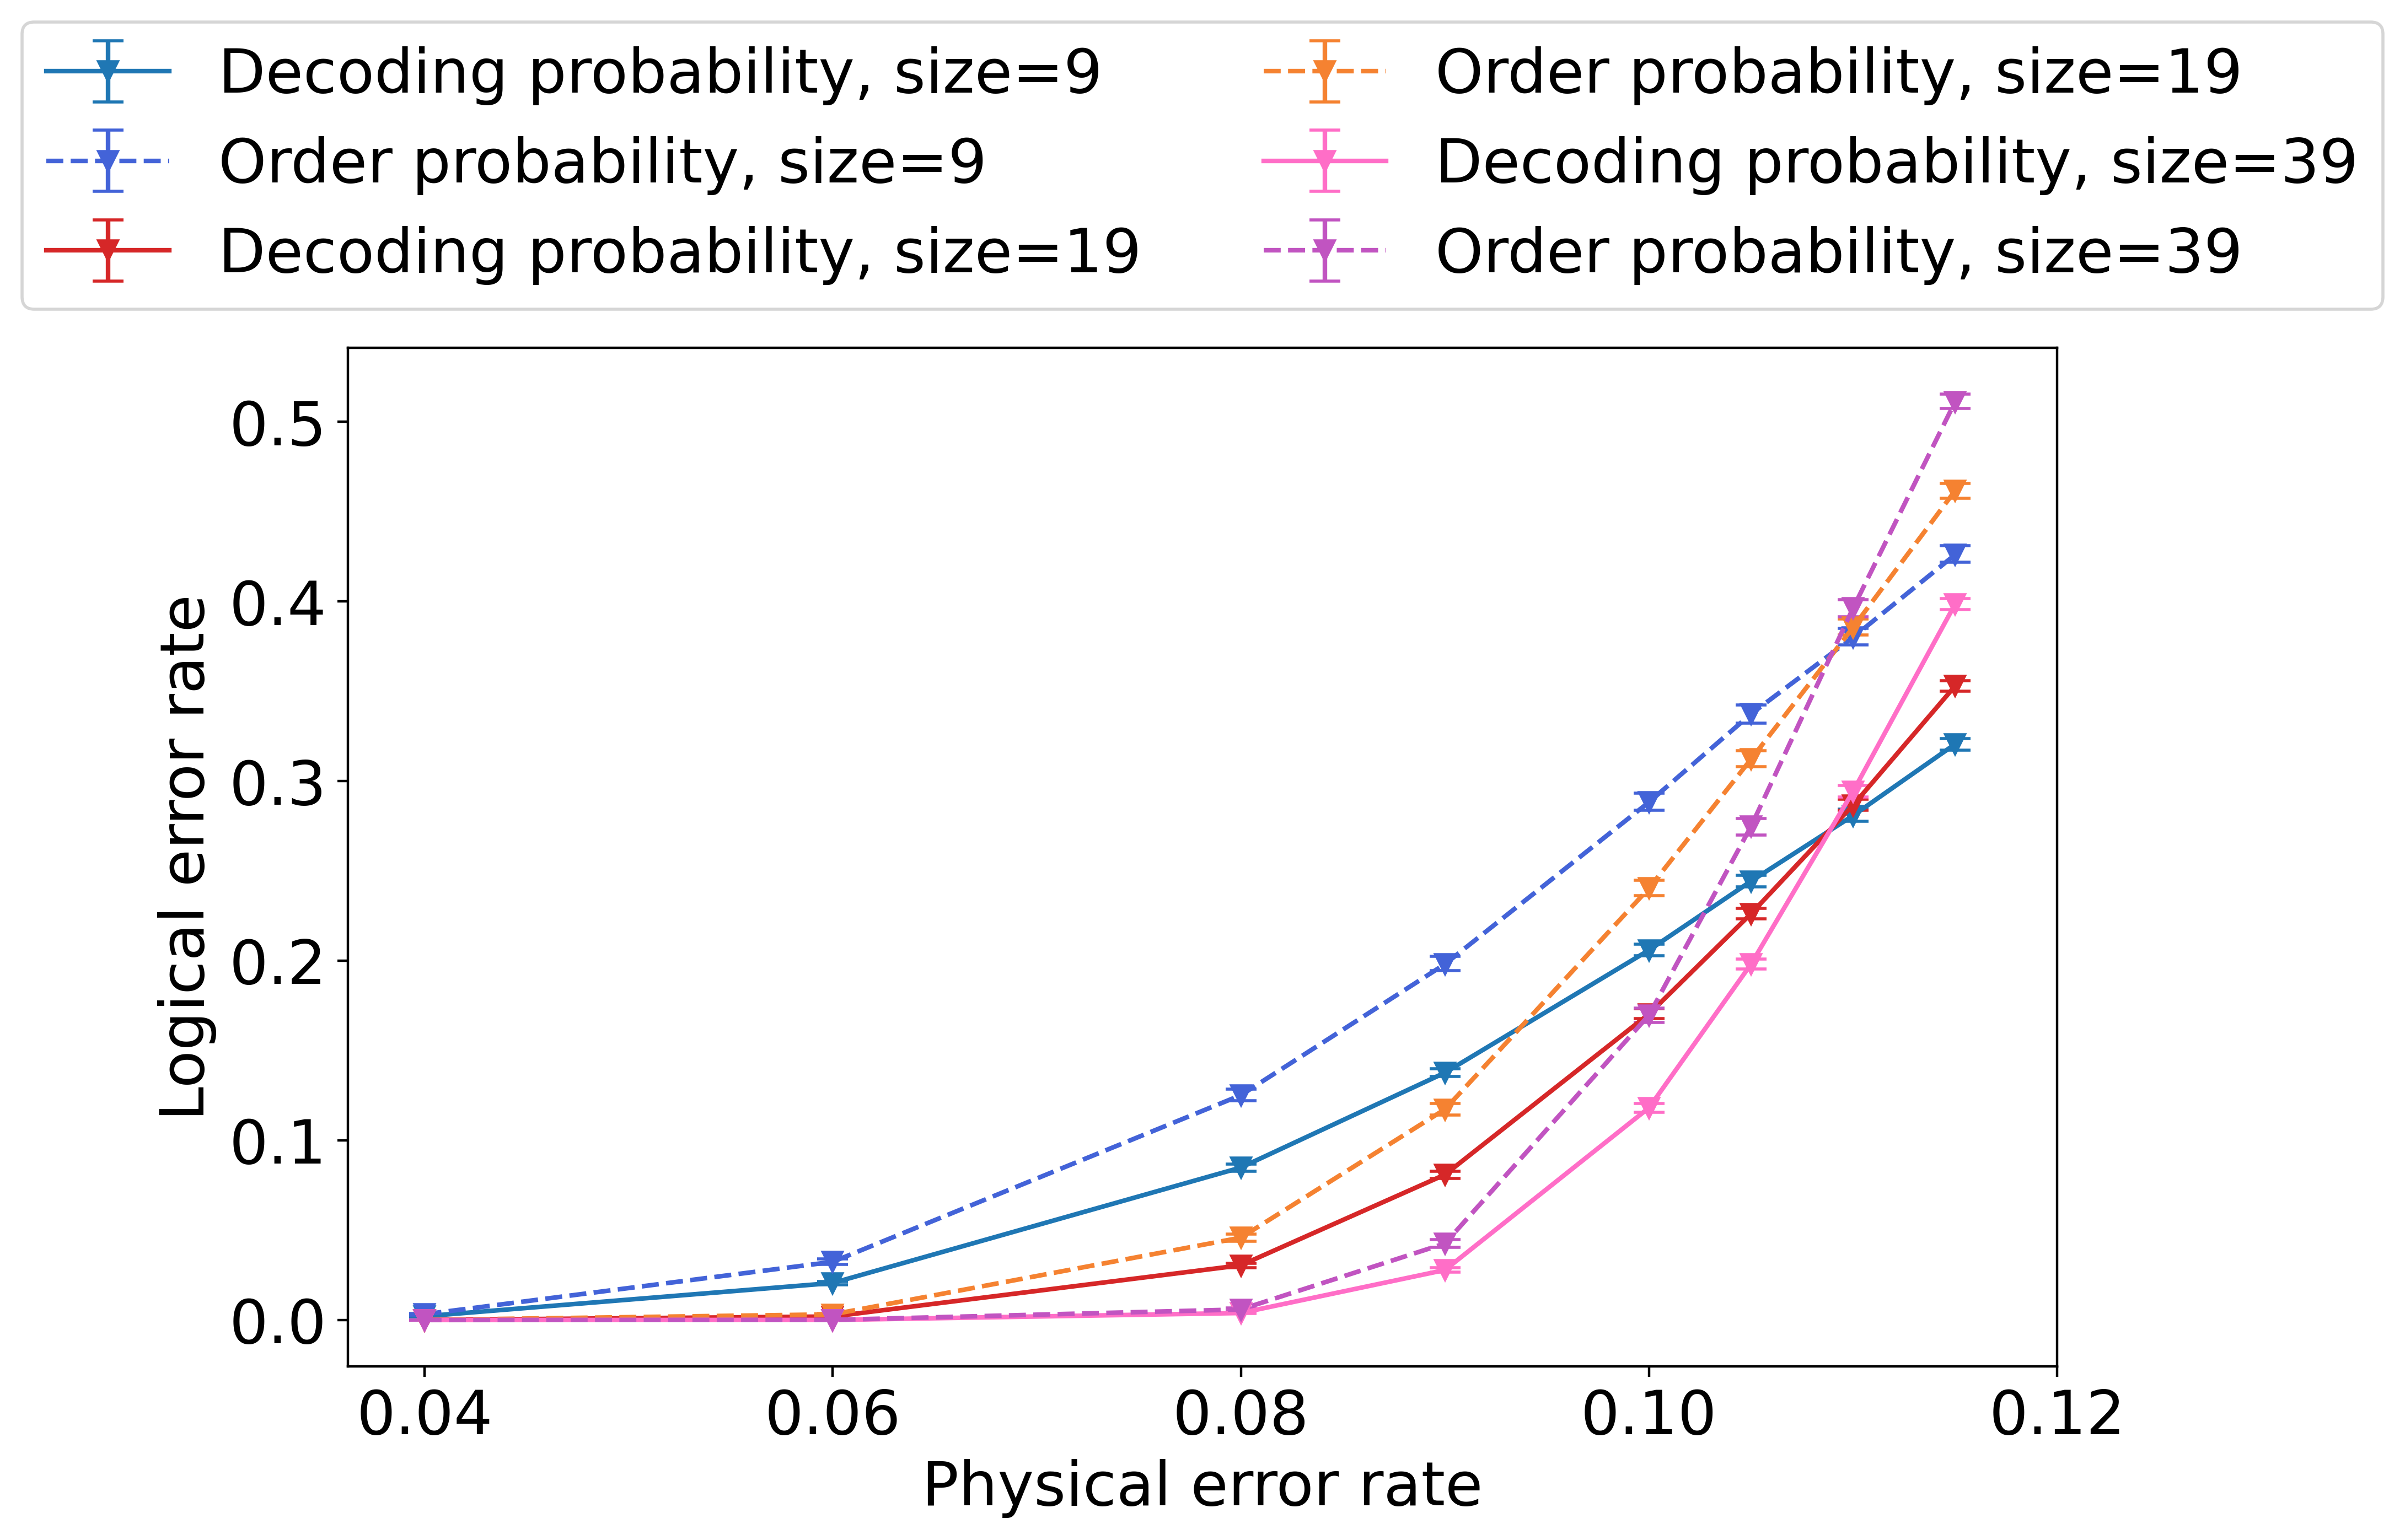 Decoding probability, size=9
Order probability, size=9
Decoding probability, size=19
Order probability, size=19
Decoding probability, size=39
Order probability, size=39
0.5
0.4
0.3
0.2
0.1
0.0
Logical error rate
0.04 0.06 0.08 0.10 0.12
Physical error rate